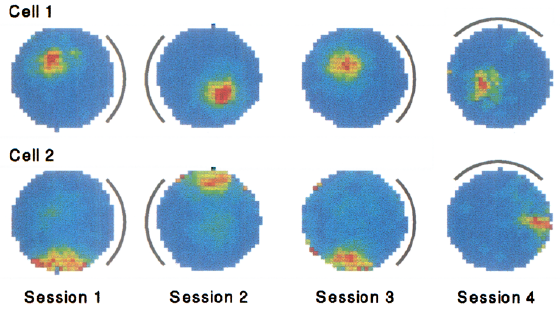 Cell 1
Cell 2
Session 1
Session 2
Session 3
Session 4